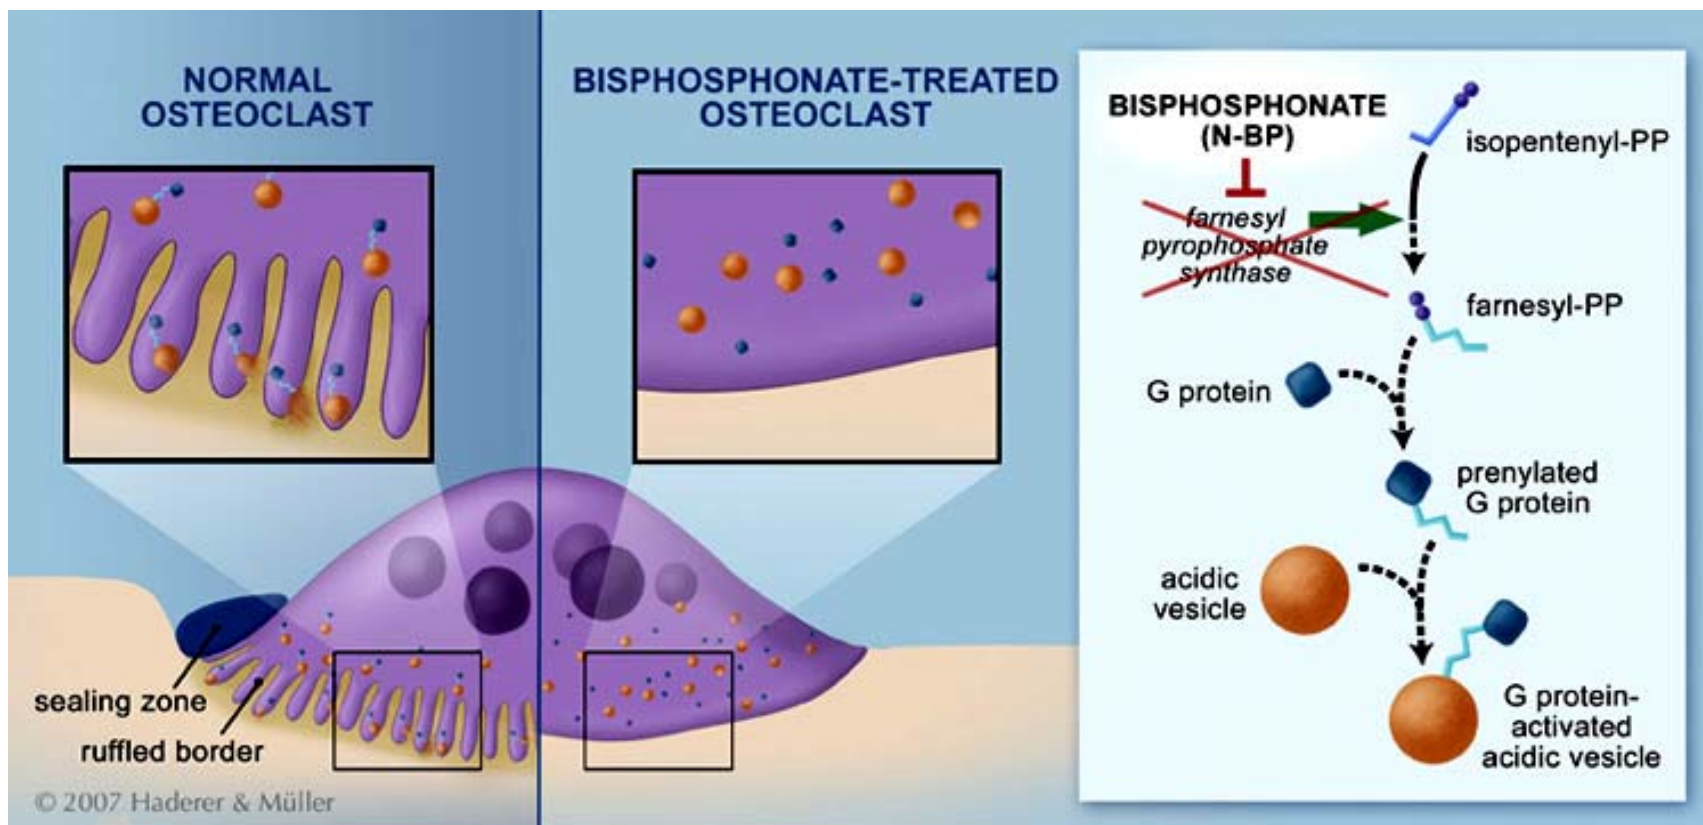 NORMAL
OSTEOCLAST
BISPHOSPHONATE-TREATED
OSTEOCLAST
sealing zone
ruffled border
© 2007 Haderer & Müller
BISPHOSPHONATE
(N-BP)
isopentenyl-PP
farnesyl
pyrophosphate
synthase
farnesyl-PP
G protein
prenylated
G protein
acidic
vesicle
G protein-
activated
acidic vesicle